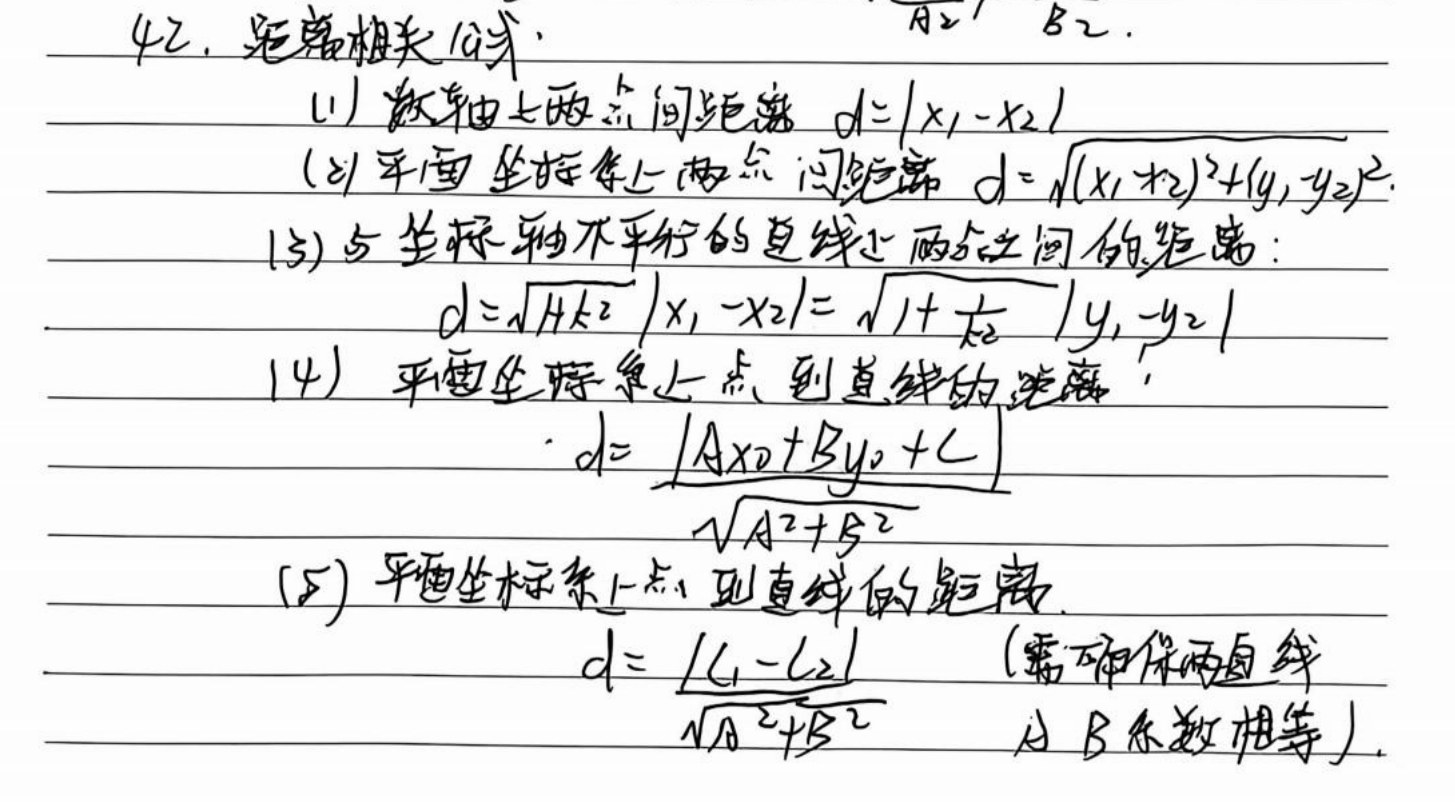 A2 B2.
42. 距离相关公式.
(1) 数轴上两点间距离 d=|x₁-x₂|
(2) 平面坐标系上两点间距离 d=√(x₁-x₂)²+(y₁-y₂)².
(3) 与坐标轴不平行的直线上两点之间的距离:
d=√1+k² |x₁-x₂|=√1+1/k² |y₁-y₂|
(4) 平面坐标系上点到直线的距离:
d= |Ax₀+By₀+C|
√A²+B²
(5) 平面坐标系上点到直线的距离.
d= |C₁-C₂| (需确保两直线
√A²+B² A B系数相等).